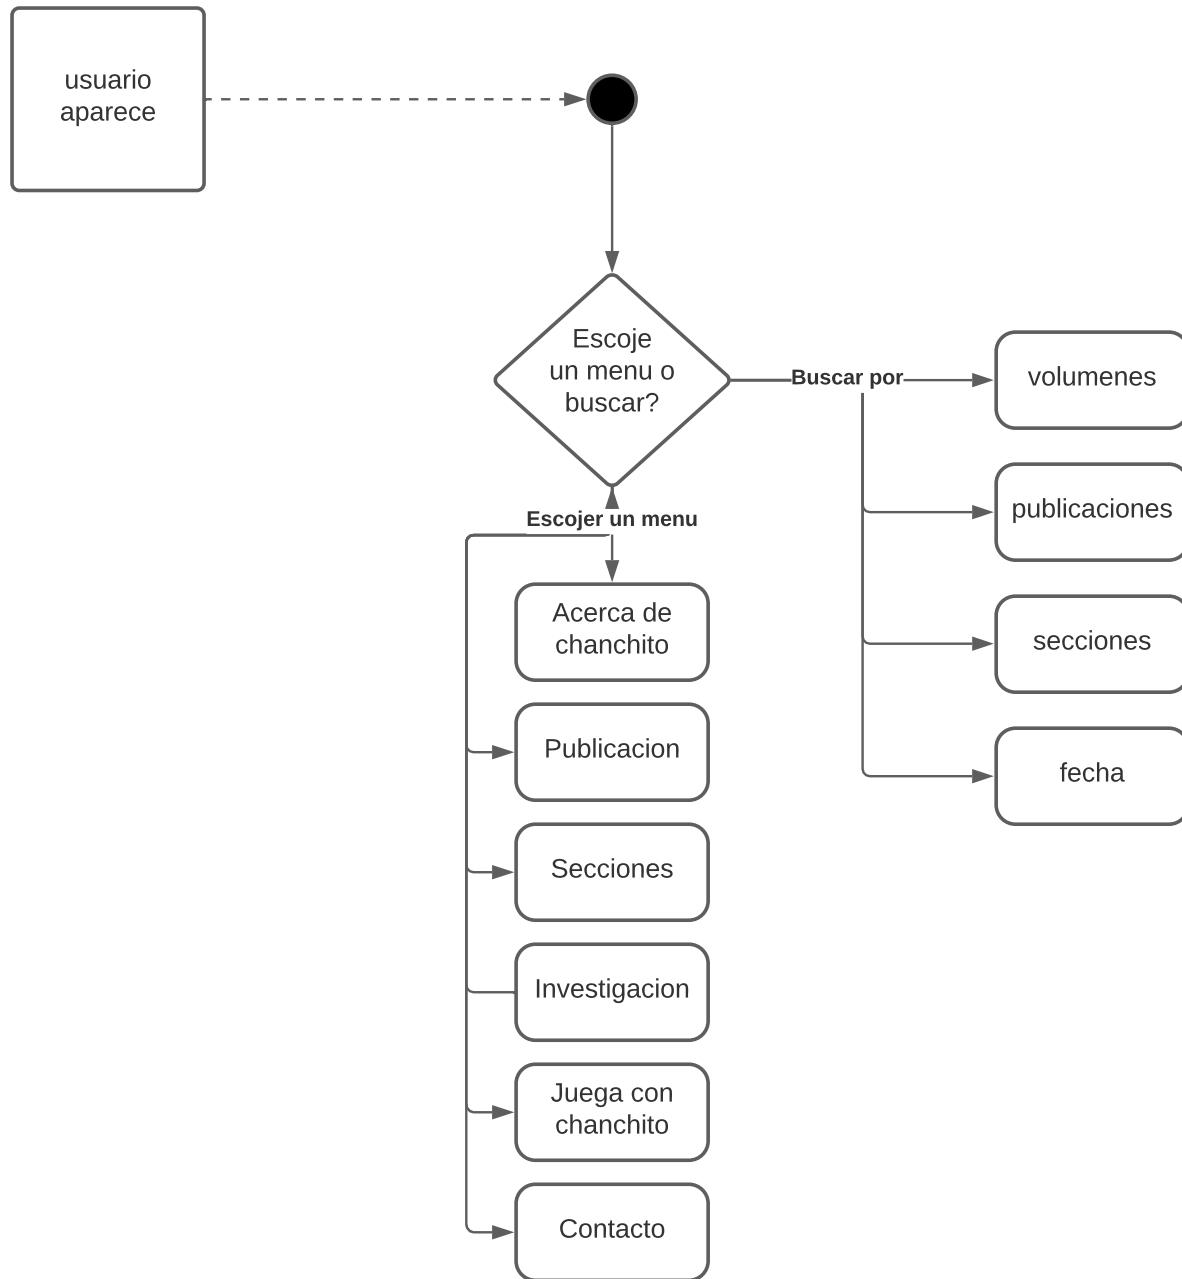 usuario
aparece
Escoje
un menu o
buscar?
Buscar por
volumenes
publicaciones
secciones
fecha
Escojer un menu
Acerca de
chanchito
Publicacion
Secciones
Investigacion
Juega con
chanchito
Contacto